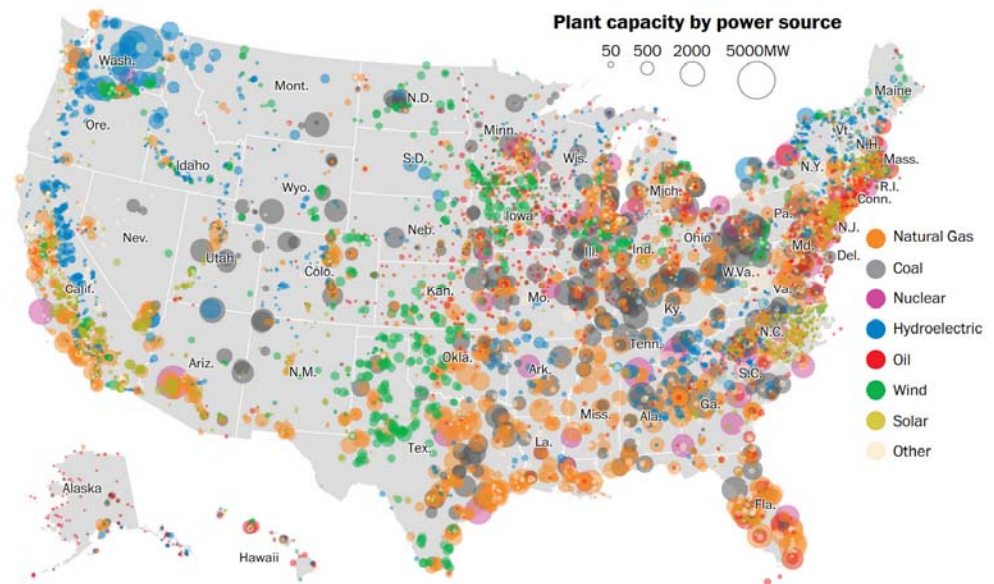 Plant capacity by power source
50 500 2000 5000MW
Wash.
Mont.
N.D.
Maine
Ore.
Minn.
Vt.
N.H.
Idaho
S.D.
Wis.
N.Y.
Mass.
Wyo.
Mich.
R.I.
Conn.
Iowa
Pa.
Nev.
Neb.
Ohio
N.J.
Utah
Colo.
Ill.
Ind.
Md.
Del.
W.Va.
Calif.
Kan.
Mo.
Va.
Ky.
N.C.
Tenn.
Ariz.
N.M.
Okla.
Ark.
S.C.
Miss.
Ala.
Ga.
Tex.
La.
Fla.
Alaska
Hawaii
Natural Gas
Coal
Nuclear
Hydroelectric
Oil
Wind
Solar
Other